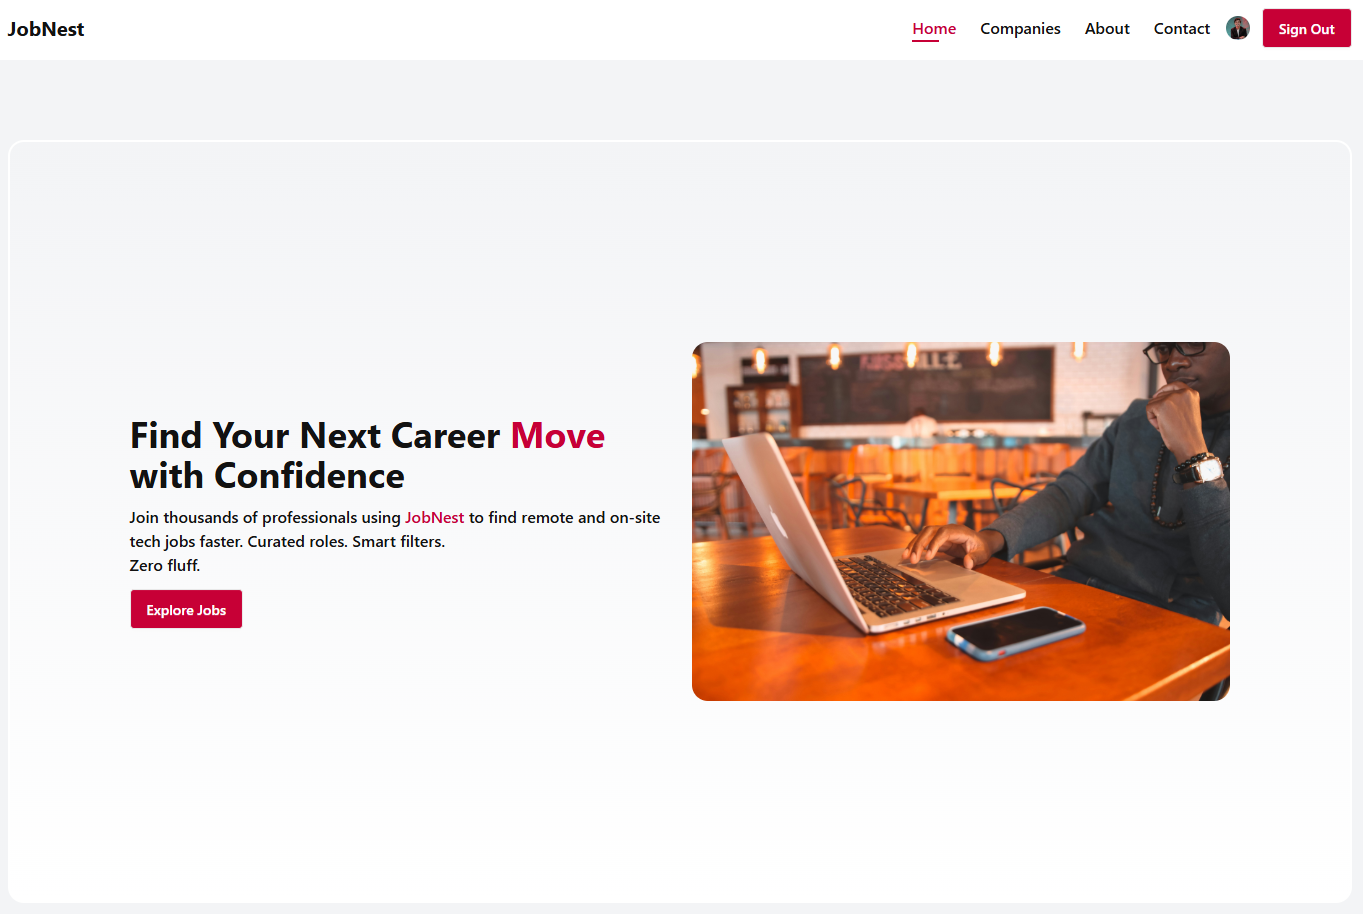 JobNest
Home Companies About Contact Sign Out
Find Your Next Career Move
with Confidence
Join thousands of professionals using JobNest to find remote and on-site
tech jobs faster. Curated roles. Smart filters.
Zero fluff.
Explore Jobs